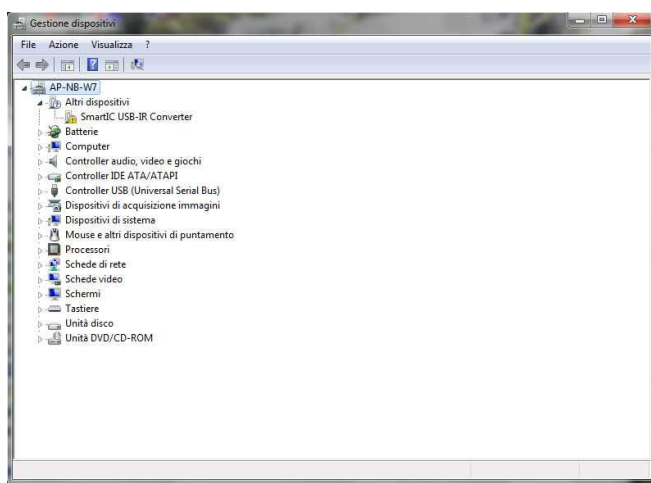 Gestione dispositivi
File Azione Visualizza ?
AP-NB-W7
Altri dispositivi
SmartIC USB-IR Converter
Batterie
Computer
Controller audio, video e giochi
Controller IDE ATA/ATAPI
Controller USB (Universal Serial Bus)
Dispositivi di acquisizione immagini
Dispositivi di sistema
Mouse e altri dispositivi di puntamento
Processori
Schede di rete
Schede video
Schermi
Tastiere
Unità disco
Unità DVD/CD-ROM